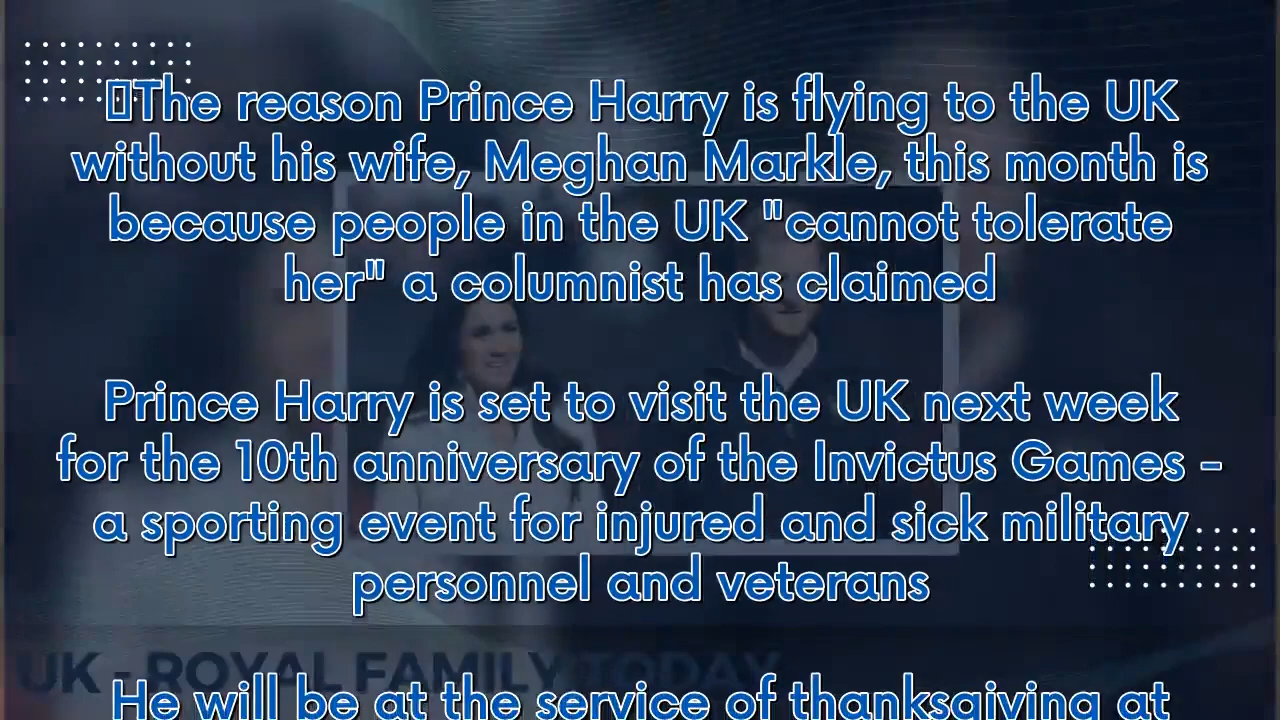 The reason Prince Harry is flying to the UK
without his wife, Meghan Markle, this month is
because people in the UK "cannot tolerate
her" a columnist has claimed
Prince Harry is set to visit the UK next week
for the 10th anniversary of the Invictus Games -
a sporting event for injured and sick military
personnel and veterans
UK - ROYAL FAMILY TODAY
He will be at the service of thanksgiving at